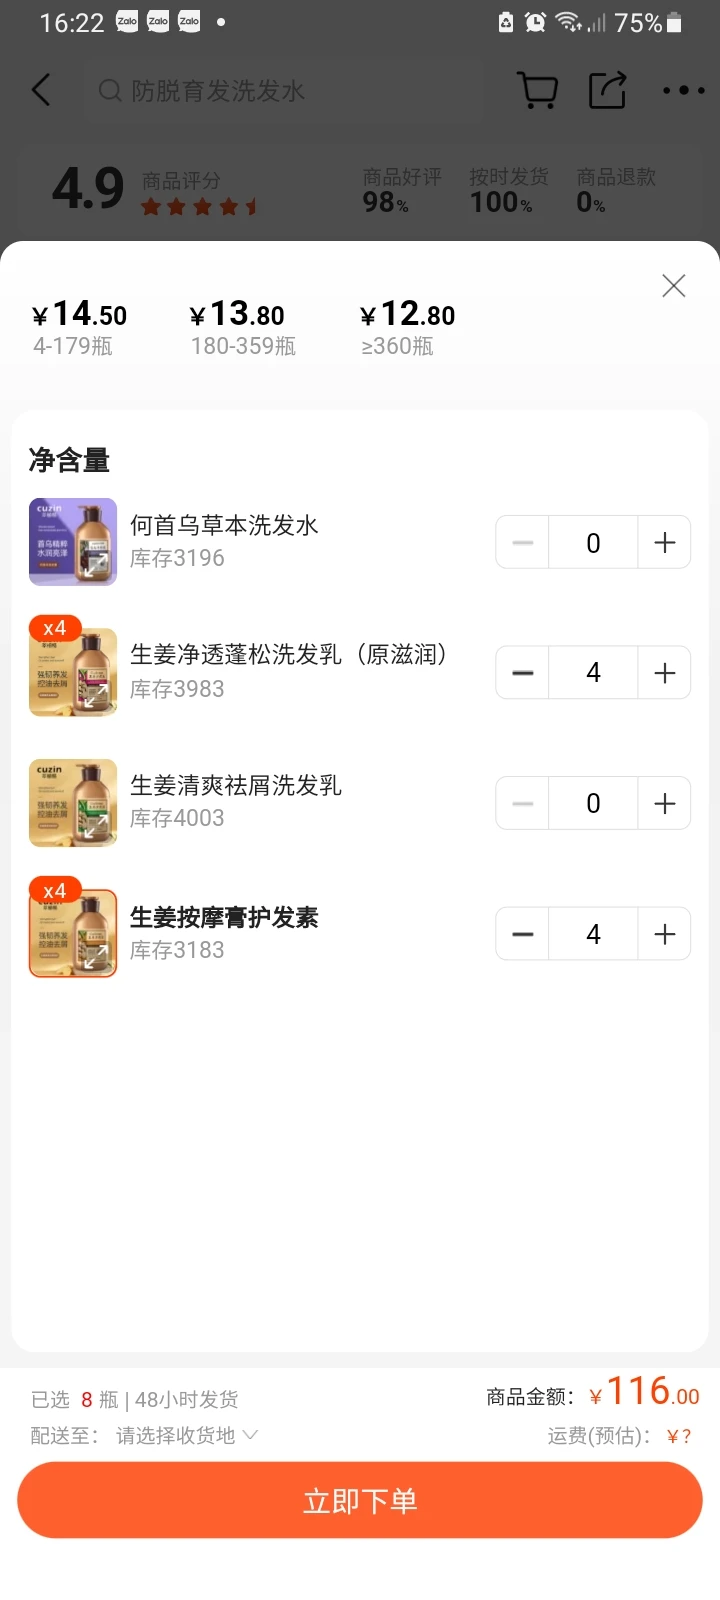 16:22 Zalo Zalo Zalo 75%
防脱育发洗发水
4.9 商品评分 商品好评 按时发货 商品退款
98% 100% 0%
¥14.50 ¥13.80 ¥12.80
4-179瓶 180-359瓶 ≥360瓶
净含量
cuzin
首乌精粹
水润亮泽
何首乌草本洗发水
库存3196
0
x4
强韧养发
控油去屑
生姜净透蓬松洗发乳（原滋润）
库存3983
4
cuzin
强韧养发
控油去屑
生姜清爽祛屑洗发乳
库存4003
0
x4
强韧养发
控油去屑
生姜按摩膏护发素
库存3183
4
已选 8 瓶 | 48小时发货
商品金额：¥116.00
配送至： 请选择收货地
运费(预估)： ¥?
立即下单